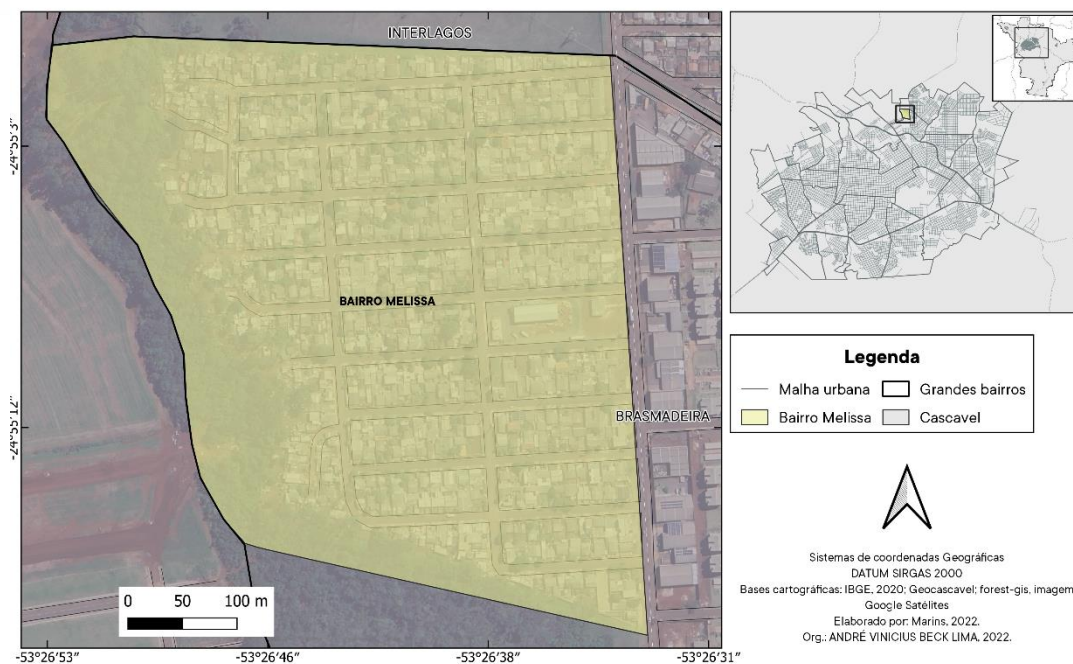 INTERLAGOS
-24°55'3"
BAIRRO MELISSA
BRASMADEIRA
-24°55'12"
0 50 100 m
-53°26'53" -53°26'46" -53°26'38" -53°26'31"
Legenda
Malha urbana Grandes bairros
Bairro Melissa Cascavel
Sistemas de coordenadas Geográficas
DATUM SIRGAS 2000
Bases cartográficas: IBGE, 2020; Geocascavel; forest-gis, imagem
Google Satélites
Elaborado por: Marins, 2022.
Org.: ANDRÉ VINICIUS BECK LIMA, 2022.